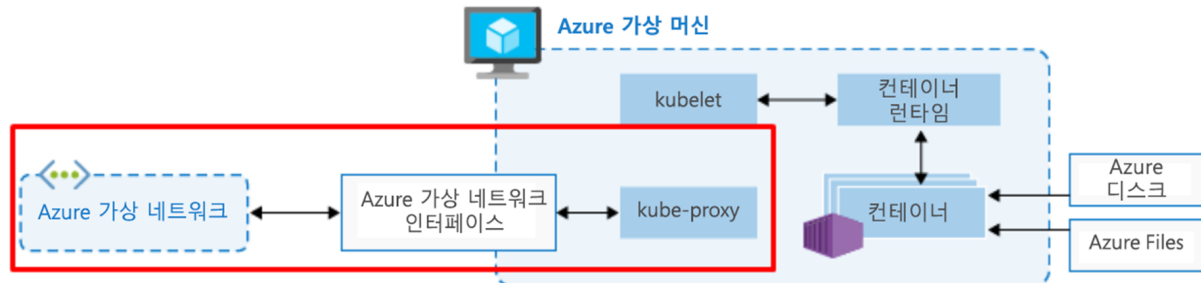 Azure 가상 머신
kubelet
컨테이너
런타임
Azure 가상 네트워크
Azure 가상 네트워크
인터페이스
kube-proxy
컨테이너
Azure
디스크
Azure Files